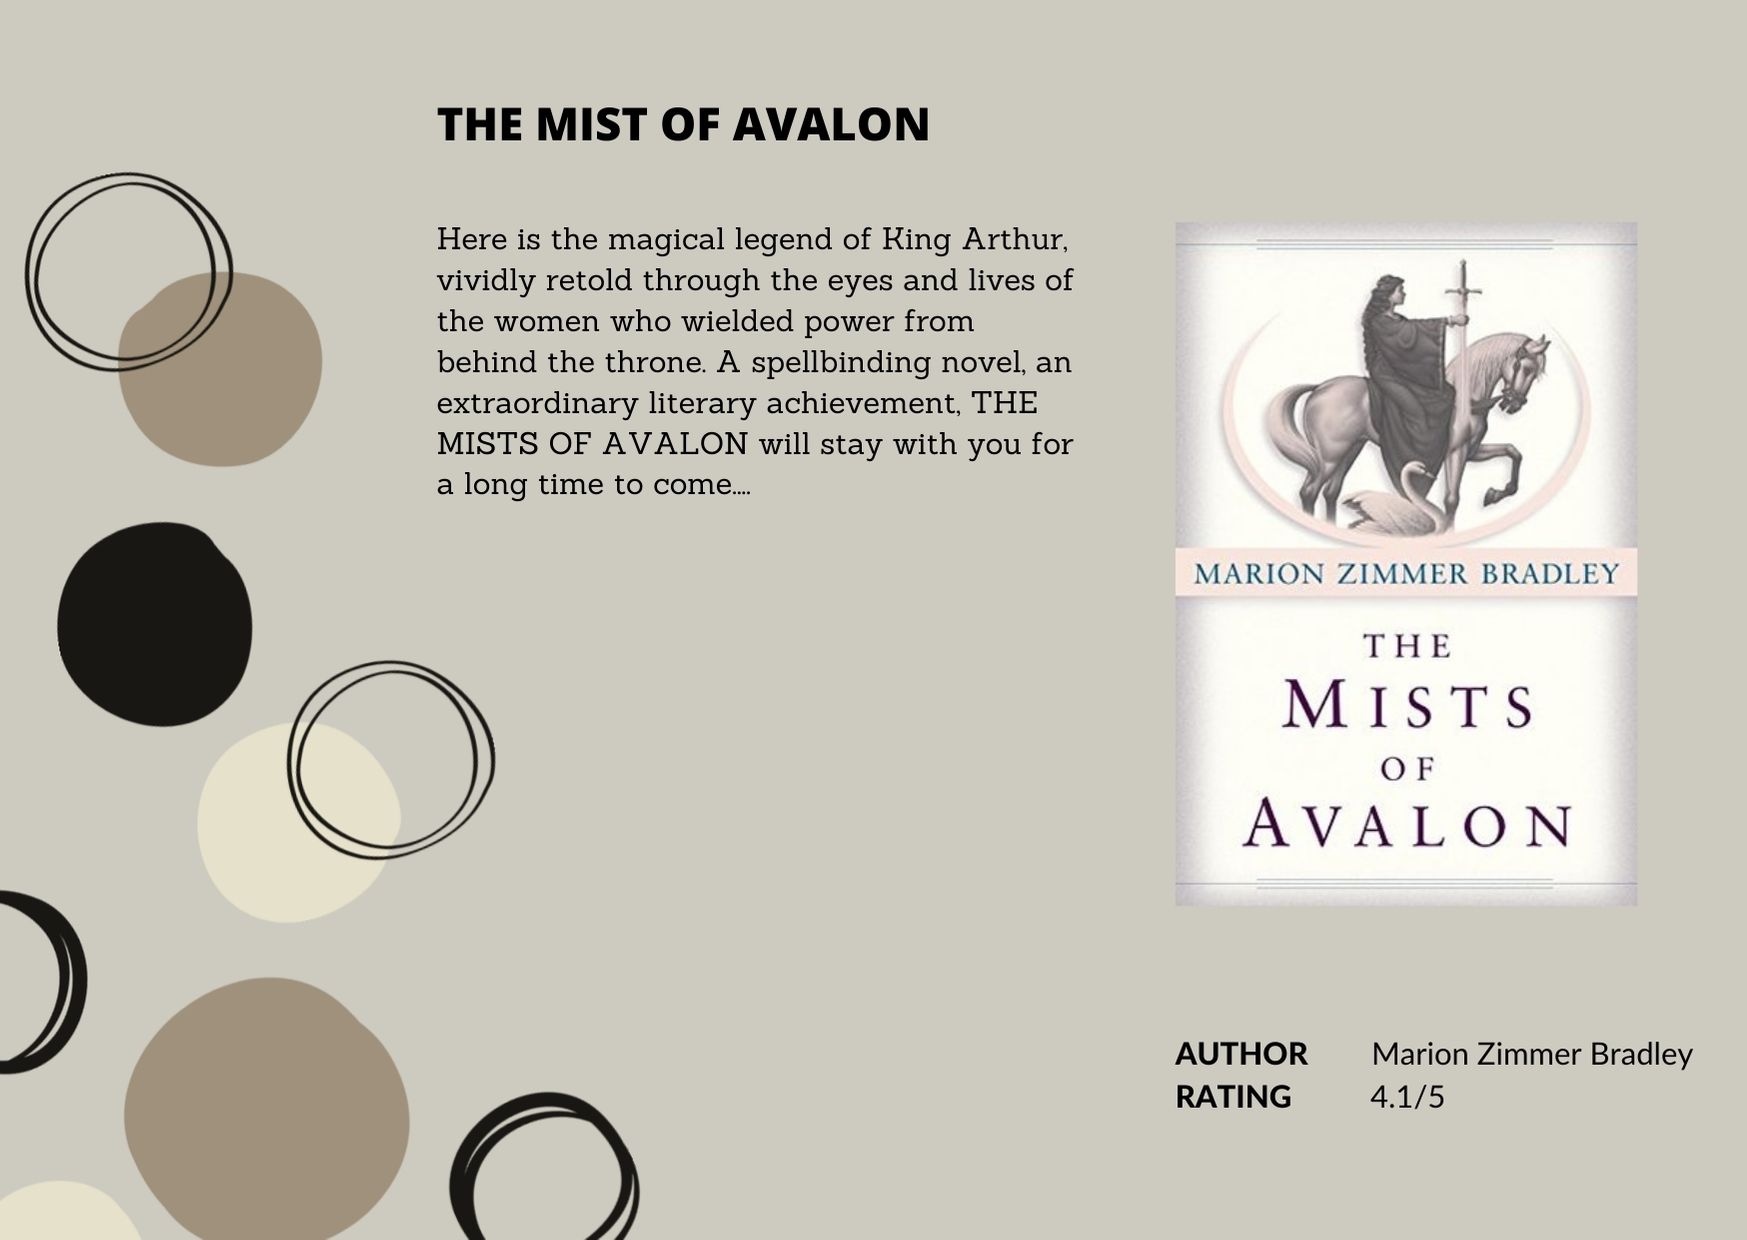 THE MIST OF AVALON
Here is the magical legend of King Arthur,
vividly retold through the eyes and lives of
the women who wielded power from
behind the throne. A spellbinding novel, an
extraordinary literary achievement, THE
MISTS OF AVALON will stay with you for
a long time to come....
MARION ZIMMER BRADLEY
THE
MISTS
OF
AVALON
AUTHOR Marion Zimmer Bradley
RATING 4.1/5